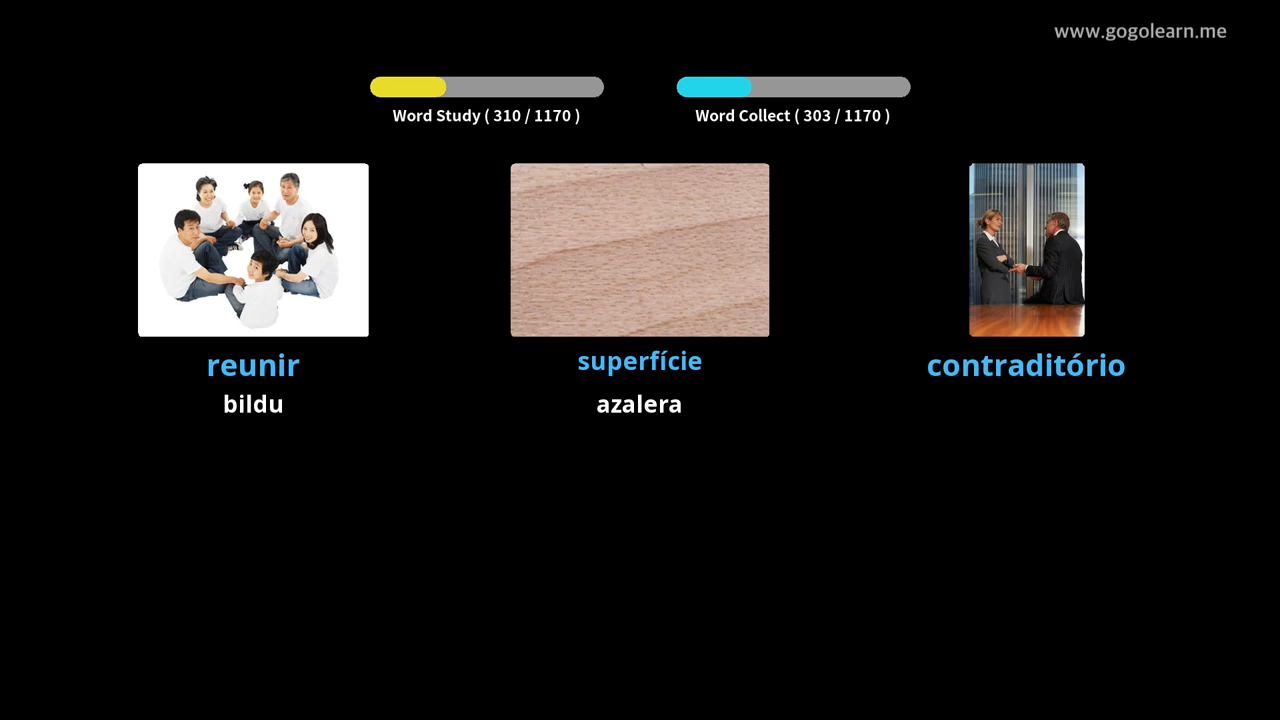 www.gogolearn.me
Word Study ( 310 / 1170 )
Word Collect ( 303 / 1170 )
reunir
bildu
superfície
azalera
contraditório